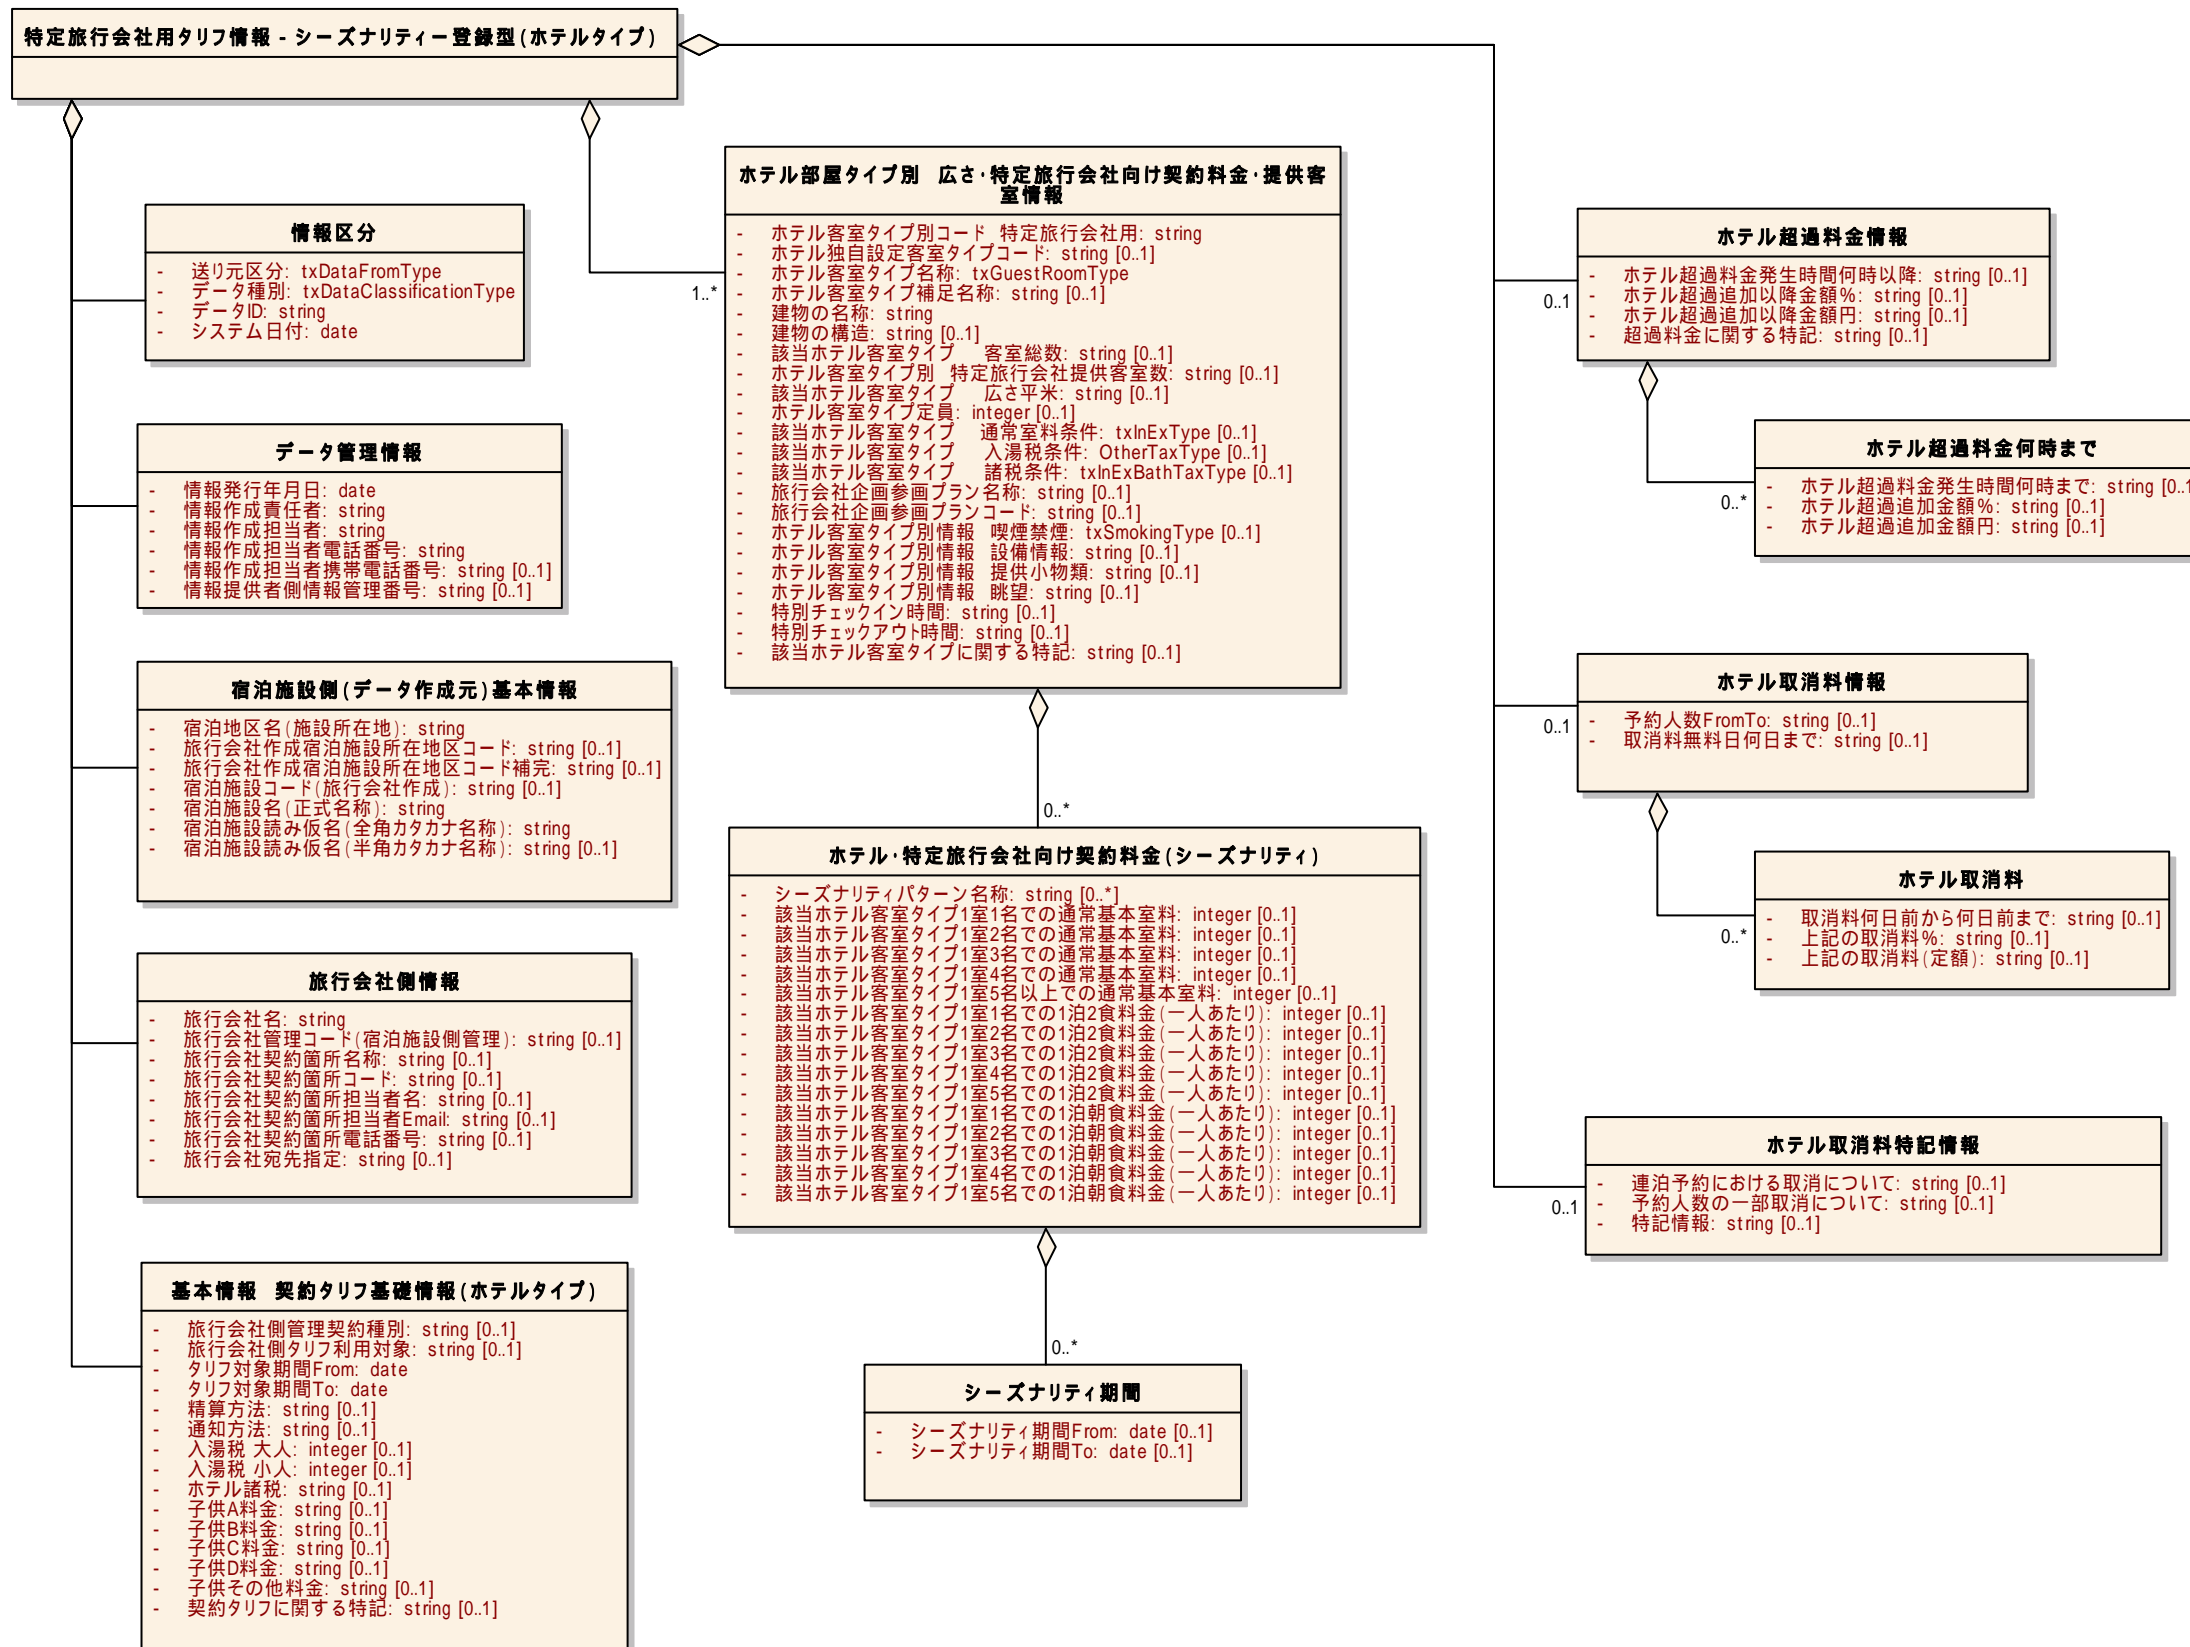 特定旅行会社用タリフ情報 - シーズナリティー登録型(ホテルタイプ)
情報区分
- 送り元区分: txDataFromType
- データ種別: txDataClassificationType
- データID: string
- システム日付: date
データ管理情報
- 情報発行年月日: date
- 情報作成責任者: string
- 情報作成担当者: string
- 情報作成担当者電話番号: string
- 情報作成担当者携帯電話番号: string [0..1]
- 情報提供者側情報管理番号: string [0..1]
宿泊施設側(データ作成元)基本情報
- 宿泊地区名(施設所在地): string
- 旅行会社作成宿泊施設所在地区コード: string [0..1]
- 旅行会社作成宿泊施設所在地区コード補完: string [0..1]
- 宿泊施設コード(旅行会社作成): string [0..1]
- 宿泊施設名(正式名称): string
- 宿泊施設読み仮名(全角カタカナ名称): string
- 宿泊施設読み仮名(半角カタカナ名称): string [0..1]
旅行会社側情報
- 旅行会社名: string
- 旅行会社管理コード(宿泊施設側管理): string [0..1]
- 旅行会社契約箇所名称: string [0..1]
- 旅行会社契約箇所コード: string [0..1]
- 旅行会社契約箇所担当者名: string [0..1]
- 旅行会社契約箇所担当者Email: string [0..1]
- 旅行会社契約箇所電話番号: string [0..1]
- 旅行会社宛先指定: string [0..1]
基本情報 契約タリフ基礎情報(ホテルタイプ)
- 旅行会社側管理契約種別: string [0..1]
- 旅行会社側タリフ利用対象: string [0..1]
- タリフ対象期間From: date
- タリフ対象期間To: date
- 精算方法: string [0..1]
- 通知方法: string [0..1]
- 入湯税 大人: integer [0..1]
- 入湯税 小人: integer [0..1]
- ホテル諸税: string [0..1]
- 子供A料金: string [0..1]
- 子供B料金: string [0..1]
- 子供C料金: string [0..1]
- 子供D料金: string [0..1]
- 子供その他料金: string [0..1]
- 契約タリフに関する特記: string [0..1]
1..*
ホテル部屋タイプ別 広さ・特定旅行会社向け契約料金・提供客
室情報
- ホテル客室タイプ別コード 特定旅行会社用: string
- ホテル独自設定客室タイプコード: string [0..1]
- ホテル客室タイプ名称: txGuestRoomType
- ホテル客室タイプ補足名称: string [0..1]
- 建物の名称: string
- 建物の構造: string [0..1]
- 該当ホテル客室タイプ 客室総数: string [0..1]
- ホテル客室タイプ別 特定旅行会社提供客室数: string [0..1]
- 該当ホテル客室タイプ 広さ平米: string [0..1]
- ホテル客室タイプ定員: integer [0..1]
- 該当ホテル客室タイプ 通常室料条件: txInExType [0..1]
- 該当ホテル客室タイプ 入湯税条件: OtherTaxType [0..1]
- 該当ホテル客室タイプ 諸税条件: txInExBathTaxType [0..1]
- 旅行会社企画参画プラン名称: string [0..1]
- 旅行会社企画参画プランコード: string [0..1]
- ホテル客室タイプ別情報 喫煙禁煙: txSmokingType [0..1]
- ホテル客室タイプ別情報 設備情報: string [0..1]
- ホテル客室タイプ別情報 提供小物類: string [0..1]
- ホテル客室タイプ別情報 眺望: string [0..1]
- 特別チェックイン時間: string [0..1]
- 特別チェックアウト時間: string [0..1]
- 該当ホテル客室タイプに関する特記: string [0..1]
0..*
ホテル・特定旅行会社向け契約料金(シーズナリティ)
- シーズナリティパターン名称: string [0..*]
- 該当ホテル客室タイプ1室1名での通常基本室料: integer [0..1]
- 該当ホテル客室タイプ1室2名での通常基本室料: integer [0..1]
- 該当ホテル客室タイプ1室3名での通常基本室料: integer [0..1]
- 該当ホテル客室タイプ1室4名での通常基本室料: integer [0..1]
- 該当ホテル客室タイプ1室5名以上での通常基本室料: integer [0..1]
- 該当ホテル客室タイプ1室1名での1泊2食料金(一人あたり): integer [0..1]
- 該当ホテル客室タイプ1室2名での1泊2食料金(一人あたり): integer [0..1]
- 該当ホテル客室タイプ1室3名での1泊2食料金(一人あたり): integer [0..1]
- 該当ホテル客室タイプ1室4名での1泊2食料金(一人あたり): integer [0..1]
- 該当ホテル客室タイプ1室5名での1泊2食料金(一人あたり): integer [0..1]
- 該当ホテル客室タイプ1室1名での1泊朝食料金(一人あたり): integer [0..1]
- 該当ホテル客室タイプ1室2名での1泊朝食料金(一人あたり): integer [0..1]
- 該当ホテル客室タイプ1室3名での1泊朝食料金(一人あたり): integer [0..1]
- 該当ホテル客室タイプ1室4名での1泊朝食料金(一人あたり): integer [0..1]
- 該当ホテル客室タイプ1室5名での1泊朝食料金(一人あたり): integer [0..1]
0..*
シーズナリティ期間
- シーズナリティ期間From: date [0..1]
- シーズナリティ期間To: date [0..1]
0..1
ホテル超過料金情報
- ホテル超過料金発生時間何時以降: string [0..1]
- ホテル超過追加以降金額%: string [0..1]
- ホテル超過追加以降金額円: string [0..1]
- 超過料金に関する特記: string [0..1]
0..*
ホテル超過料金何時まで
- ホテル超過料金発生時間何時まで: string [0..1
- ホテル超過追加金額%: string [0..1]
- ホテル超過追加金額円: string [0..1]
0..1
ホテル取消料情報
- 予約人数FromTo: string [0..1]
- 取消料無料日何日まで: string [0..1]
0..*
ホテル取消料
- 取消料何日前から何日前まで: string [0..1]
- 上記の取消料%: string [0..1]
- 上記の取消料(定額): string [0..1]
0..1
ホテル取消料特記情報
- 連泊予約における取消について: string [0..1]
- 予約人数の一部取消について: string [0..1]
- 特記情報: string [0..1]